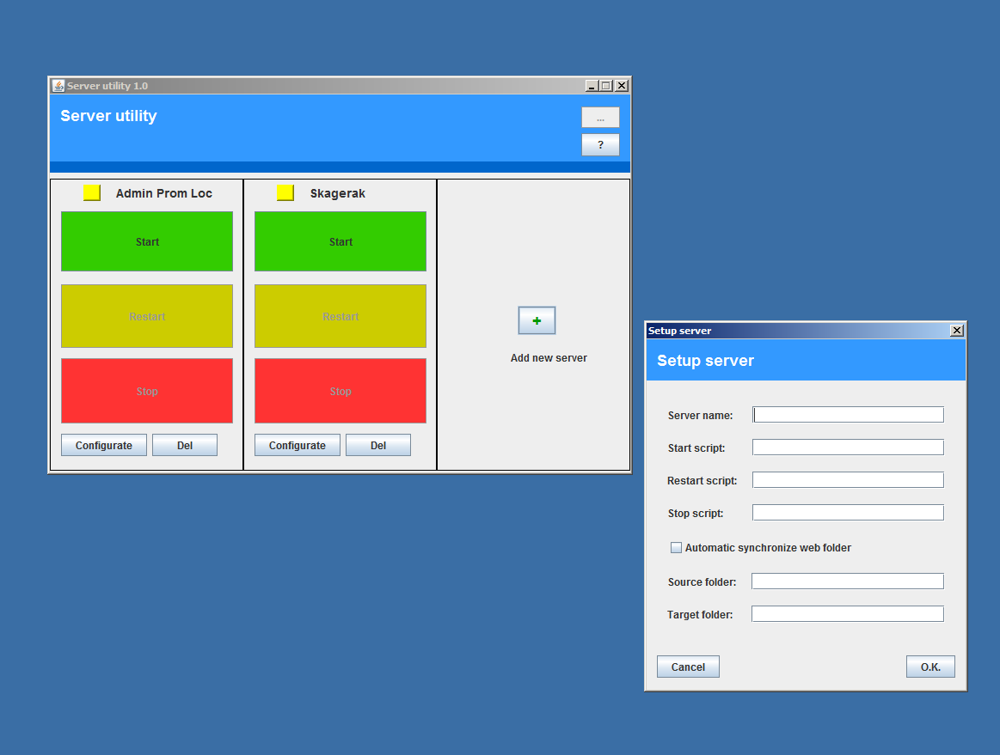 Server utility 1.0
Server utility
...
?
Admin Prom Loc
Skagerak
Start
Start
Restart
Restart
+
Add new server
Stop
Stop
Configurate
Del
Configurate
Del
Setup server
Setup server
Server name:
Start script:
Restart script:
Stop script:
Automatic synchronize web folder
Source folder:
Target folder:
Cancel
O.K.